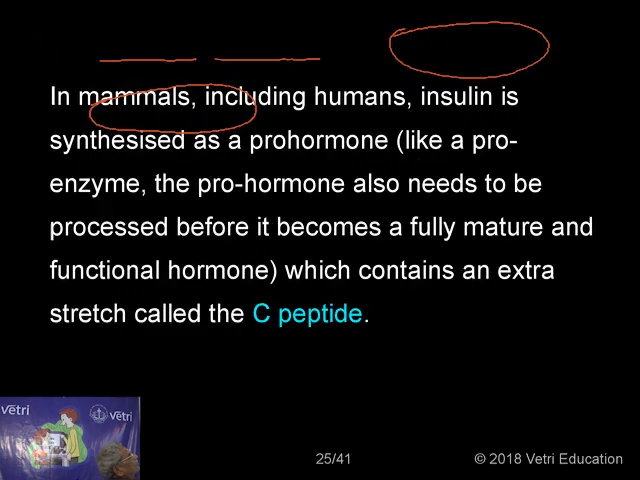 In mammals, including humans, insulin is
synthesised as a prohormone (like a pro-
enzyme, the pro-hormone also needs to be
processed before it becomes a fully mature and
functional hormone) which contains an extra
stretch called the C peptide.
vetri
vetri
25/41
© 2018 Vetri Education